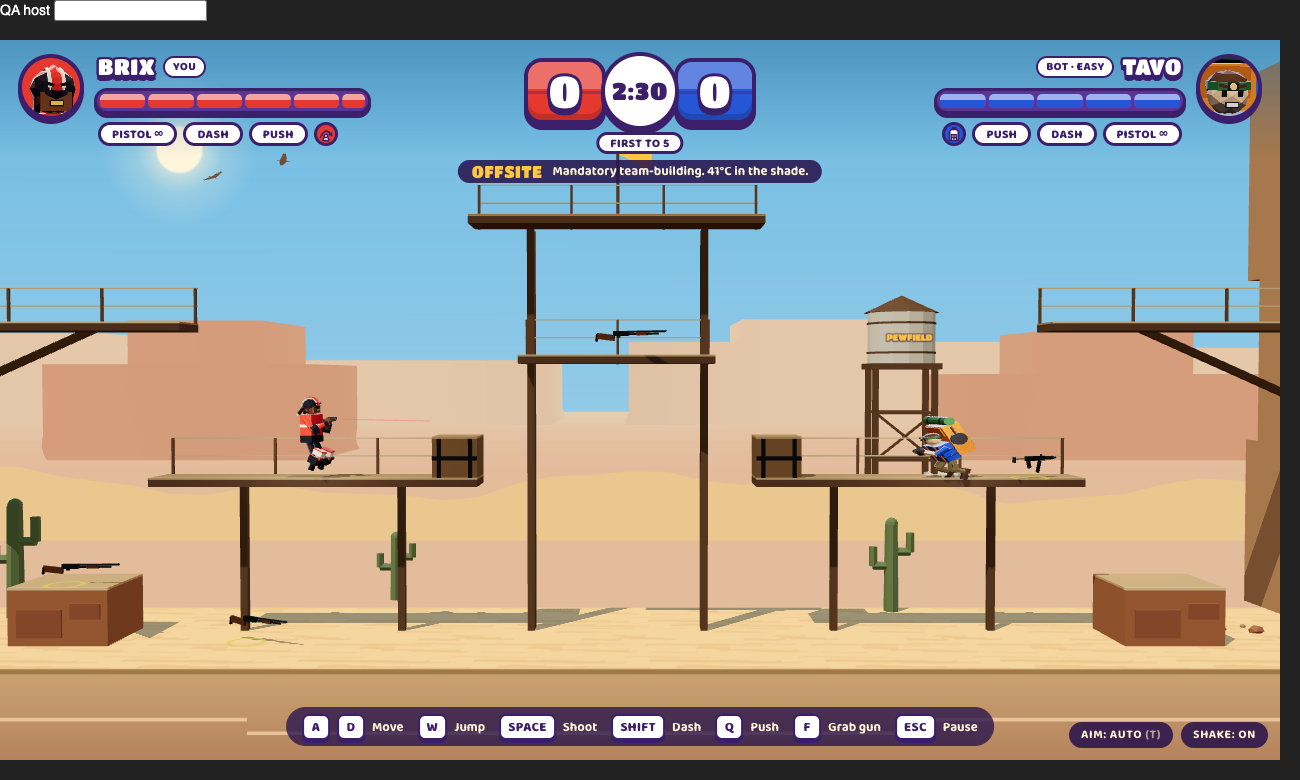 QA host
BRIX YOU
0 2:30 0
BOT · EASY TAVO
PISTOL ∞ DASH PUSH
FIRST TO 5
PUSH DASH PISTOL ∞
OFFSITE Mandatory team-building. 41°C in the shade.
PEWFIELD
A D Move W Jump SPACE Shoot SHIFT Dash Q Push F Grab gun ESC Pause
AIM: AUTO (T) SHAKE: ON